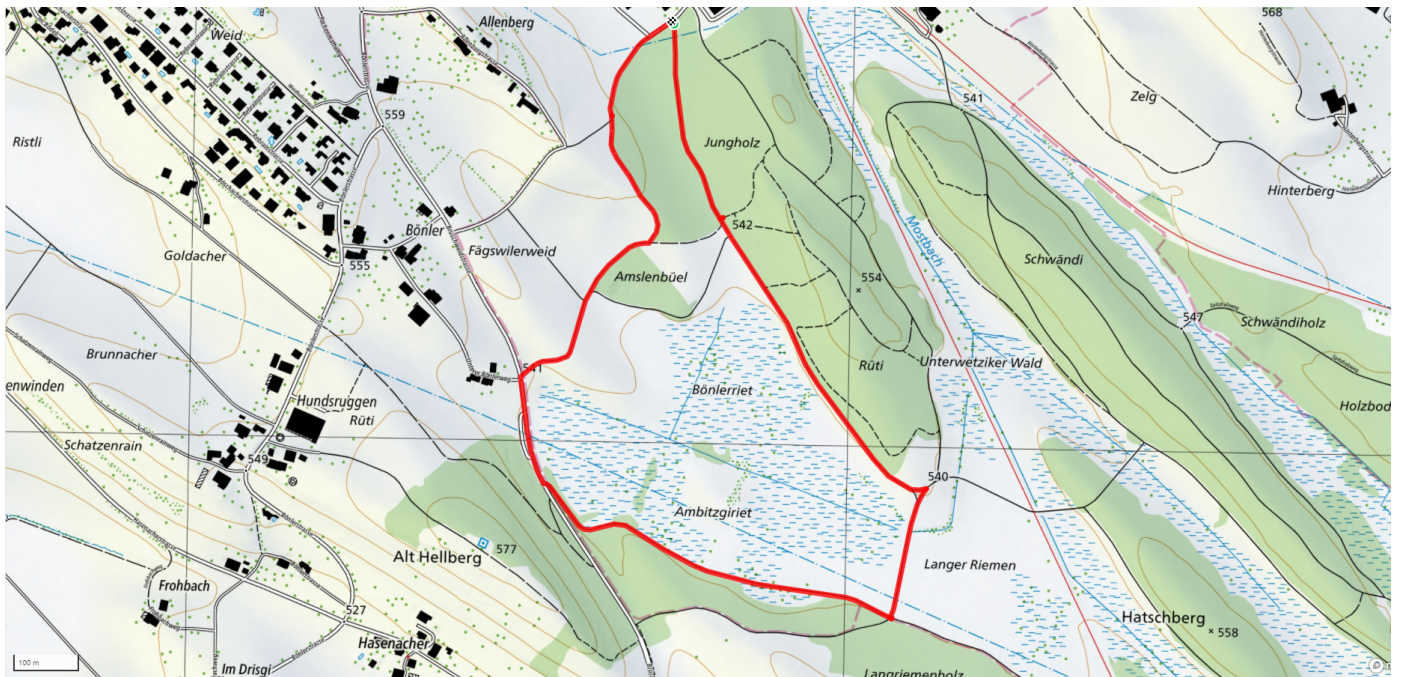 568
Allenberg
Weid
Zelg
541
559
Ristli
Jungholz
Hinterberg
542
Mostbach
Bönler
Fägswilerweid
Goldacher
555
Schwändi
Amslenbüel
554
547
Schwändiholz
Brunnacher
Rüti
Unterwetziker Wald
541
enwinden
Bönlerriet
Hundsruggen
Rüti
Holzbod
Schatzenrain
549
540
Ambitzgiriet
577
Alt Hellberg
Langer Riemen
Frohbach
527
Hatschberg
558
Hasenacher
Im Drisgi
Langriemenholz
100 m